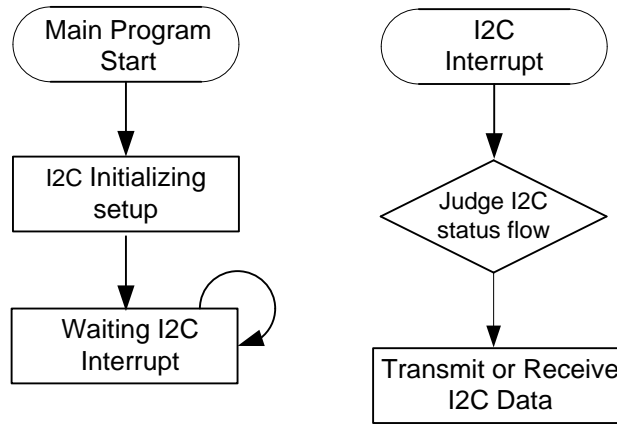 Main Program
Start
I2C Initializing
setup
Waiting I2C
Interrupt
I2C
Interrupt
Judge I2C
status flow
Transmit or Receive
I2C Data